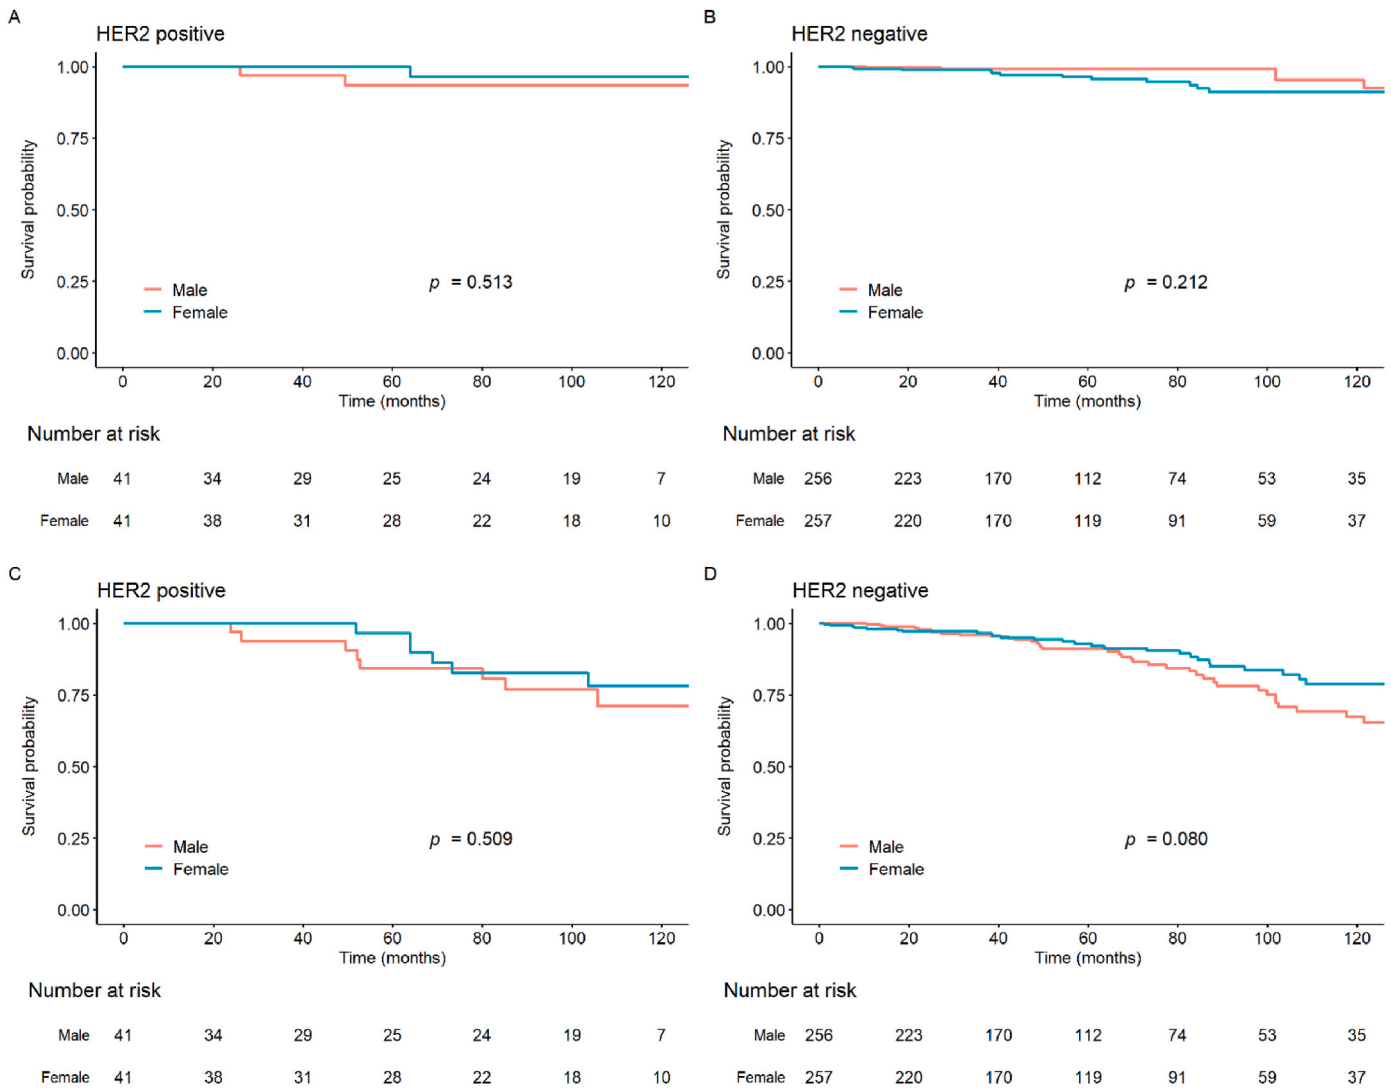 A
HER2 positive
1.00
0.75
0.50
0.25
0.00
Survival probability
Male
Female
p = 0.513
0 20 40 60 80 100 120
Time (months)
Number at risk
Male 41 34 29 25 24 19 7
Female 41 38 31 28 22 18 10
B
HER2 negative
1.00
0.75
0.50
0.25
0.00
Survival probability
Male
Female
p = 0.212
0 20 40 60 80 100 120
Time (months)
Number at risk
Male 256 223 170 112 74 53 35
Female 257 220 170 119 91 59 37
C
HER2 positive
1.00
0.75
0.50
0.25
0.00
Survival probability
Male
Female
p = 0.509
0 20 40 60 80 100 120
Time (months)
Number at risk
Male 41 34 29 25 24 19 7
Female 41 38 31 28 22 18 10
D
HER2 negative
1.00
0.75
0.50
0.25
0.00
Survival probability
Male
Female
p = 0.080
0 20 40 60 80 100 120
Time (months)
Number at risk
Male 256 223 170 112 74 53 35
Female 257 220 170 119 91 59 37